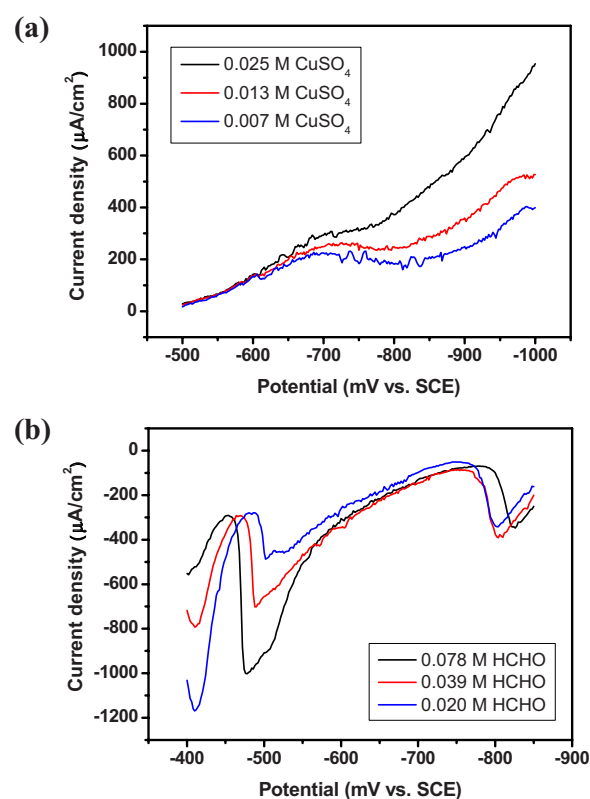 (a)
1000
800
600
400
200
0
Current density (µA/cm²)
0.025 M CuSO₄
0.013 M CuSO₄
0.007 M CuSO₄
-500 -600 -700 -800 -900 -1000
Potential (mV vs. SCE)
(b)
0
-200
-400
-600
-800
-1000
-1200
Current density (µA/cm²)
0.078 M HCHO
0.039 M HCHO
0.020 M HCHO
-400 -500 -600 -700 -800 -900
Potential (mV vs. SCE)